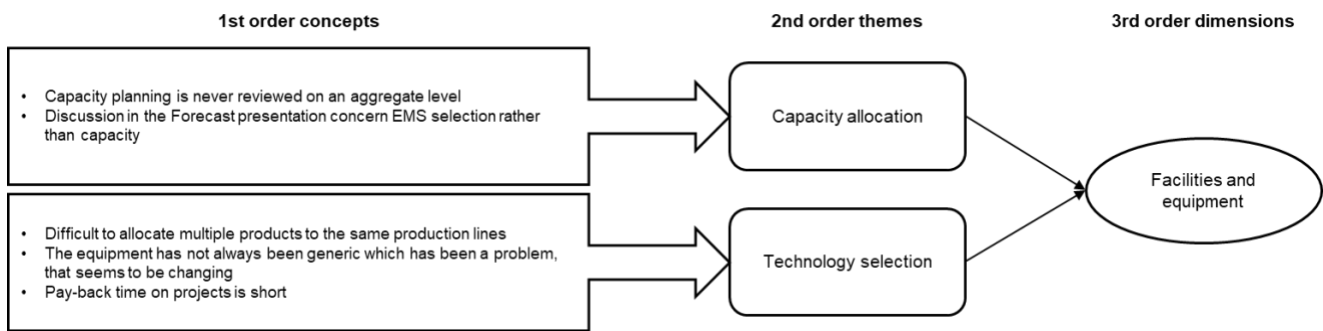 1st order concepts
2nd order themes
3rd order dimensions
• Capacity planning is never reviewed on an aggregate level
• Discussion in the Forecast presentation concern EMS selection rather
than capacity
Capacity allocation
Facilities and
equipment
• Difficult to allocate multiple products to the same production lines
• The equipment has not always been generic which has been a problem,
that seems to be changing
• Pay-back time on projects is short
Technology selection